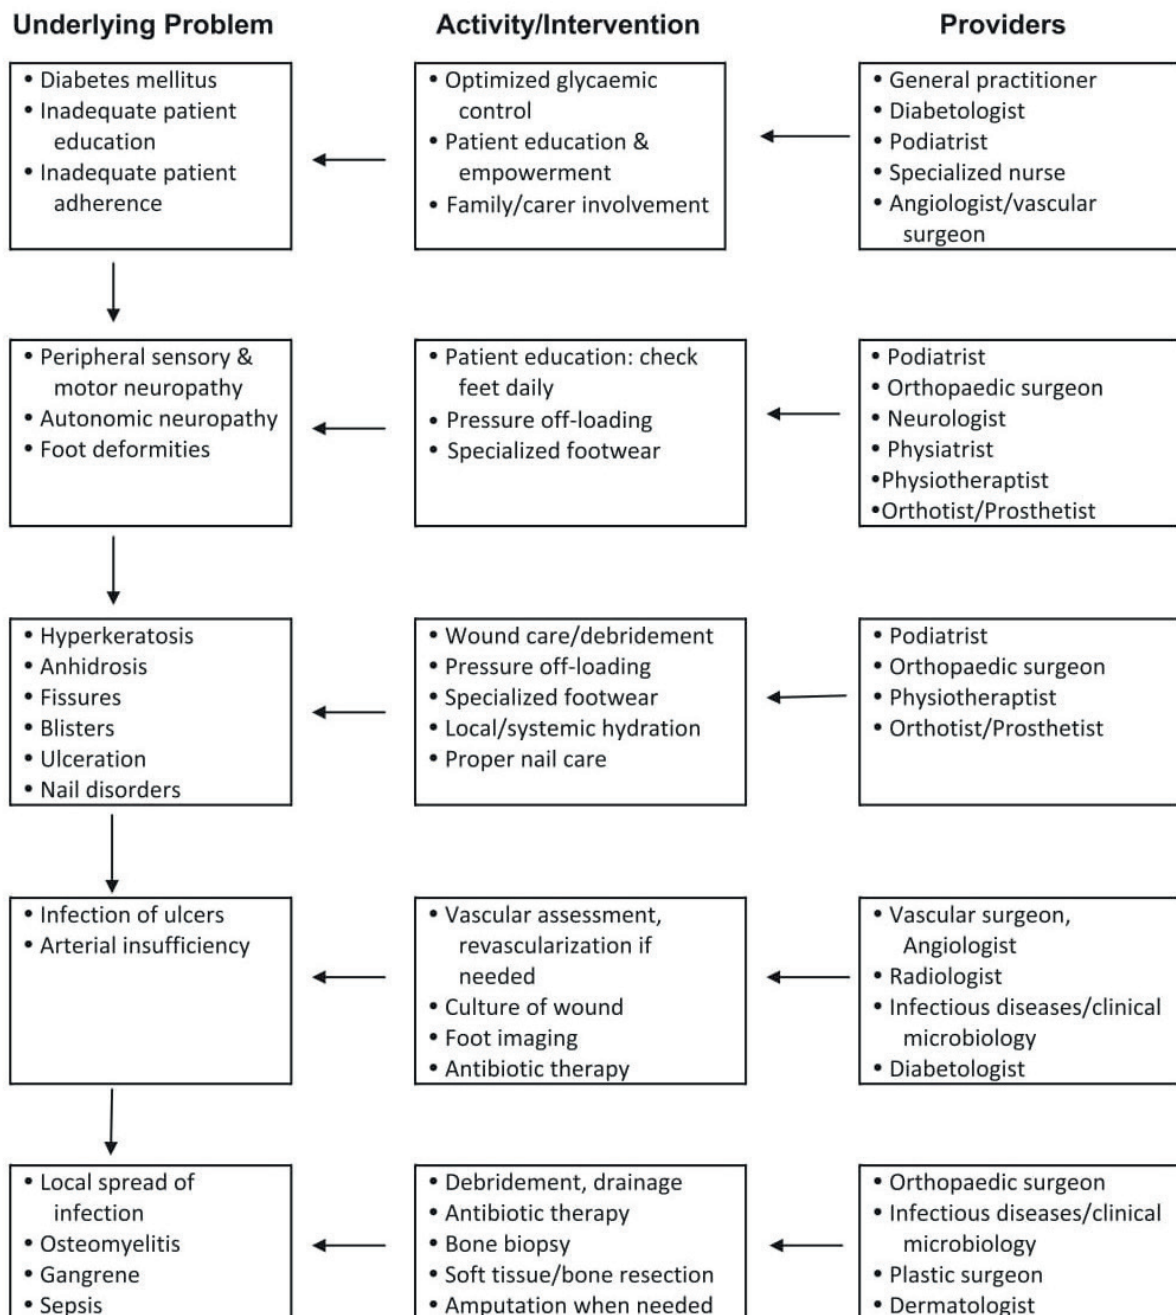 Underlying Problem
Activity/Intervention
Providers
• Diabetes mellitus
• Inadequate patient
education
• Inadequate patient
adherence
• Optimized glycaemic
control
• Patient education &
empowerment
• Family/carer involvement
• General practitioner
• Diabetologist
• Podiatrist
• Specialized nurse
• Angiologist/vascular
surgeon
• Peripheral sensory &
motor neuropathy
• Autonomic neuropathy
• Foot deformities
• Patient education: check
feet daily
• Pressure off-loading
• Specialized footwear
• Podiatrist
• Orthopaedic surgeon
• Neurologist
• Physiatrist
•Physiotheraptist
•Orthotist/Prosthetist
• Hyperkeratosis
• Anhidrosis
• Fissures
• Blisters
• Ulceration
• Nail disorders
• Wound care/debridement
• Pressure off-loading
• Specialized footwear
• Local/systemic hydration
• Proper nail care
• Podiatrist
• Orthopaedic surgeon
• Physiotheraptist
• Orthotist/Prosthetist
• Infection of ulcers
• Arterial insufficiency
• Vascular assessment,
revascularization if
needed
• Culture of wound
• Foot imaging
• Antibiotic therapy
• Vascular surgeon,
Angiologist
• Radiologist
• Infectious diseases/clinical
microbiology
• Diabetologist
• Local spread of
infection
• Osteomyelitis
• Gangrene
• Sepsis
• Debridement, drainage
• Antibiotic therapy
• Bone biopsy
• Soft tissue/bone resection
• Amputation when needed
• Orthopaedic surgeon
• Infectious diseases/clinical
microbiology
• Plastic surgeon
• Dermatologist